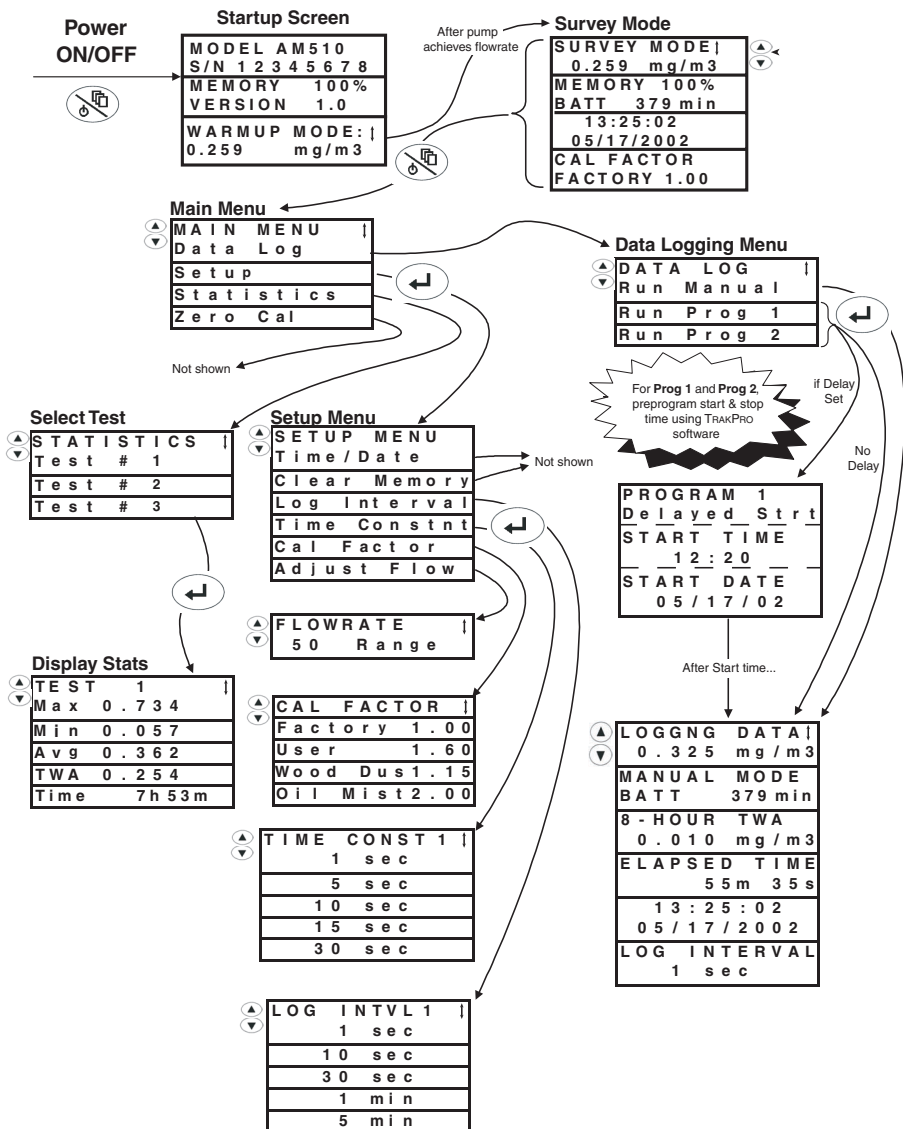 Power
ON/OFF
Startup Screen
MODEL AM510
S/N 12345678
MEMORY 100%
VERSION 1.0
WARMUP MODE:
0.259 mg/m3
After pump
achieves flowrate
Survey Mode
SURVEY MODE
0.259 mg/m3
MEMORY 100%
BATT 379 min
13:25:02
05/17/2002
CAL FACTOR
FACTORY 1.00
Main Menu
MAIN MENU
Data Log
Setup
Statistics
Zero Cal
Not shown
Data Logging Menu
DATA LOG
Run Manual
Run Prog 1
Run Prog 2
For Prog 1 and Prog 2,
preprogram start & stop
time using TRAKPRO
software
if Delay
Set
No
Delay
Select Test
STATISTICS
Test # 1
Test # 2
Test # 3
Setup Menu
SETUP MENU
Time/Date
Clear Memory
Log Interval
Time Constnt
Cal Factor
Adjust Flow
Not shown
PROGRAM 1
Delayed Strt
START TIME
12:20
START DATE
05/17/02
After Start time...
FLOWRATE
50 Range
Display Stats
TEST 1
Max 0.734
Min 0.057
Avg 0.362
TWA 0.254
Time 7h 53m
CAL FACTOR
Factory 1.00
User 1.60
Wood Dus1.15
Oil Mist2.00
LOGGNG DATA
0.325 mg/m3
MANUAL MODE
BATT 379 min
8-HOUR TWA
0.010 mg/m3
ELAPSED TIME
55m 35s
13:25:02
05/17/2002
LOG INTERVAL
1 sec
TIME CONST 1
1 sec
5 sec
10 sec
15 sec
30 sec
LOG INTVL1
1 sec
10 sec
30 sec
1 min
5 min